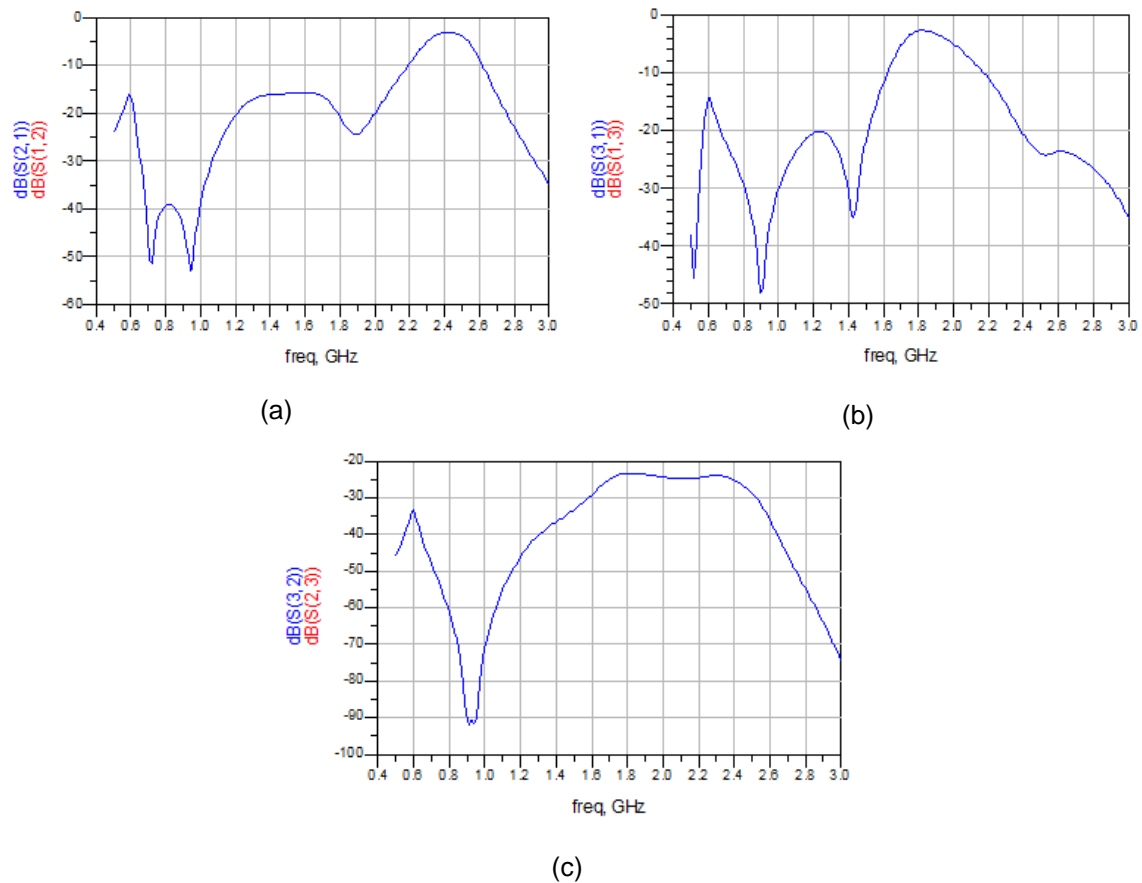 0
-10
-20
-30
-40
-50
-60
dB(S(2,1))
dB(S(1,2))
0.4 0.6 0.8 1.0 1.2 1.4 1.6 1.8 2.0 2.2 2.4 2.6 2.8 3.0
freq, GHz
(a)
0
-10
-20
-30
-40
-50
dB(S(3,1))
dB(S(1,3))
0.4 0.6 0.8 1.0 1.2 1.4 1.6 1.8 2.0 2.2 2.4 2.6 2.8 3.0
freq, GHz
(b)
-20
-30
-40
-50
-60
-70
-80
-90
-100
dB(S(3,2))
dB(S(2,3))
0.4 0.6 0.8 1.0 1.2 1.4 1.6 1.8 2.0 2.2 2.4 2.6 2.8 3.0
freq, GHz
(c)